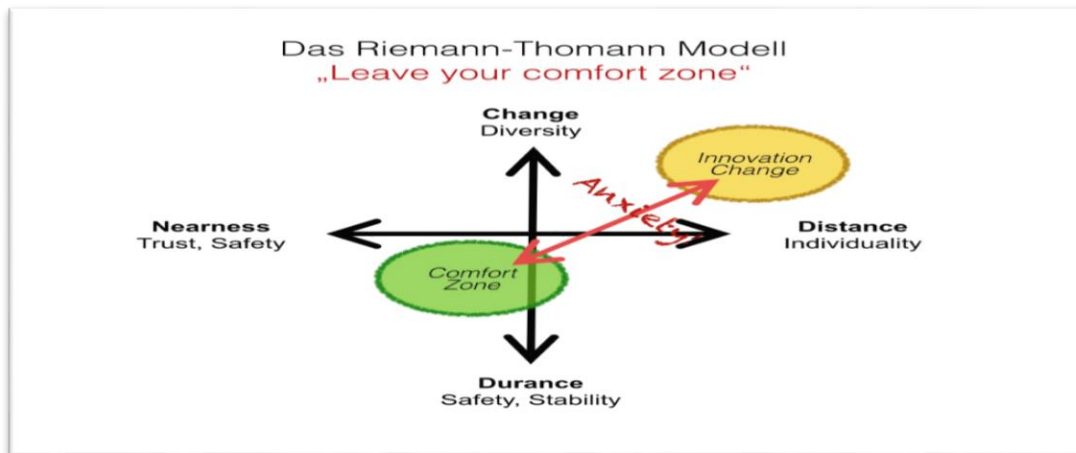 Das Riemann-Thomann Modell
„Leave your comfort zone“
Change
Diversity
Innovation
Change
Anxiety!
Nearness
Trust, Safety
Distance
Individuality
Comfort
Zone
Durance
Safety, Stability